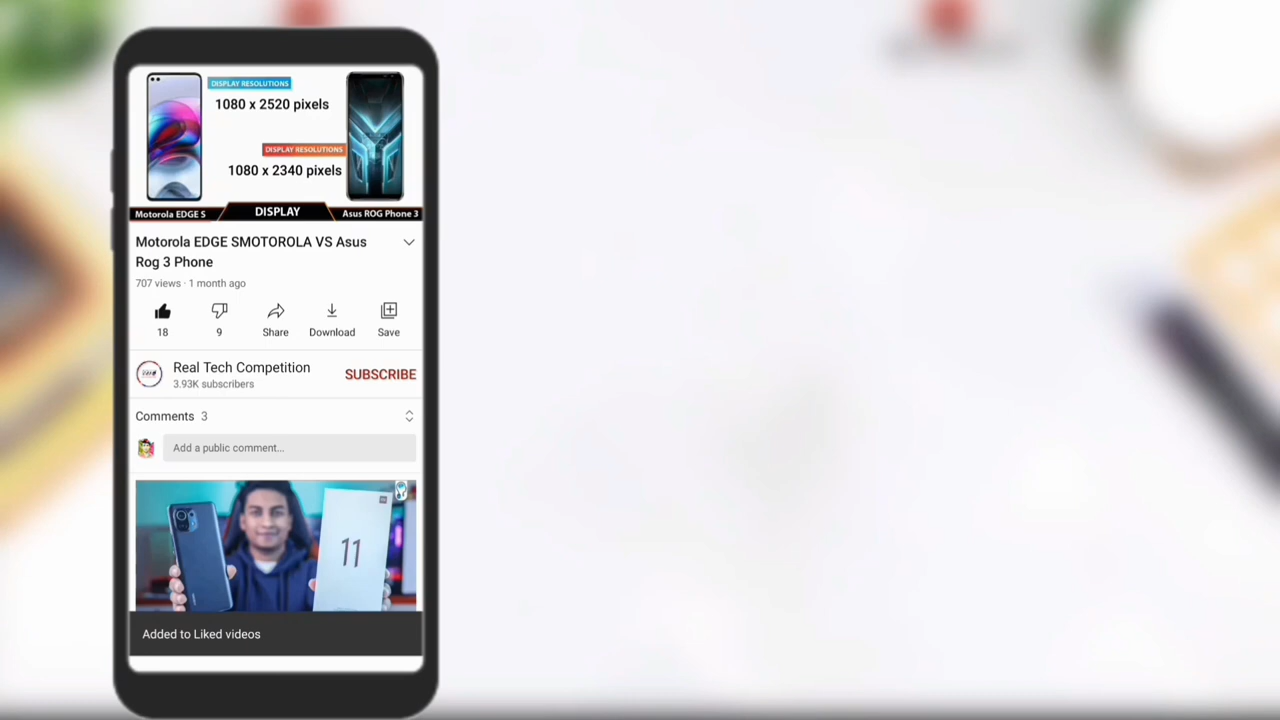 DISPLAY RESOLUTIONS
1080 x 2520 pixels
DISPLAY RESOLUTIONS
1080 x 2340 pixels
Motorola EDGE S
DISPLAY
Asus ROG Phone 3
Motorola EDGE SMOTOROLA VS Asus
Rog 3 Phone
707 views · 1 month ago
18
9
Share
Download
Save
Real Tech Competition
3.93K subscribers
SUBSCRIBE
Comments 3
Add a public comment...
11
Added to Liked videos